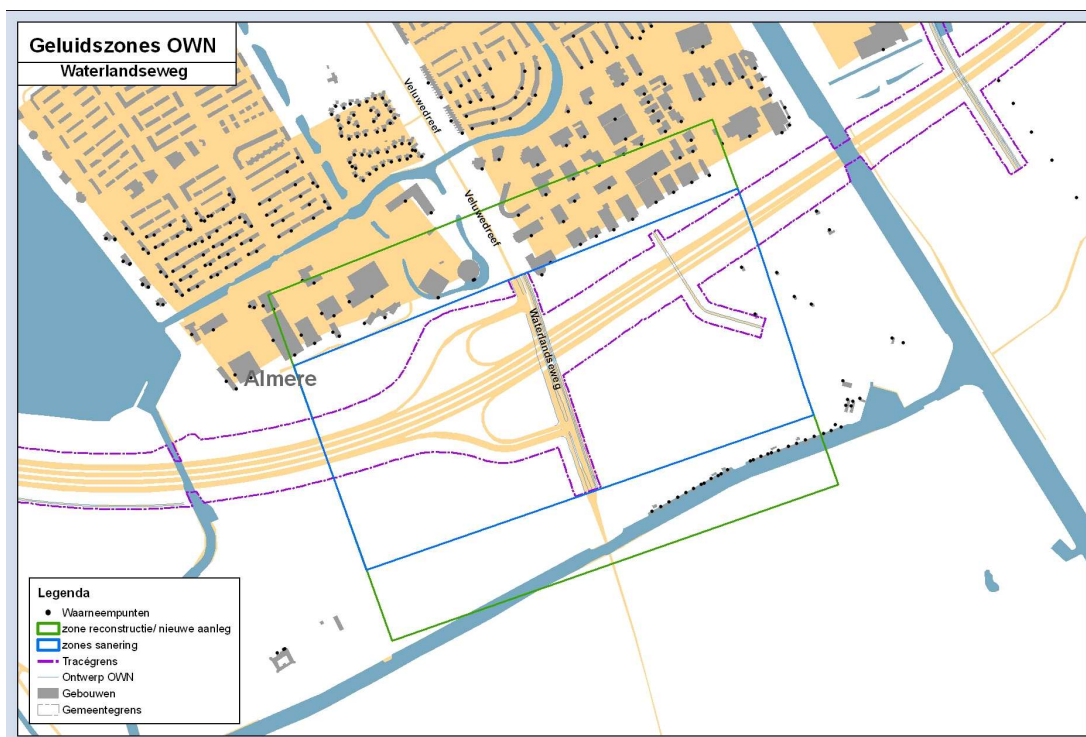 Geluidszones OWN
Waterlandseweg
Veluwedreef
Veluwedreef
Waterlandseweg
Almere
Legenda
Waarneempunten
zone reconstructie/ nieuwe aanleg
zones sanering
Tracégrens
Ontwerp OWN
Gebouwen
Gemeentegrens